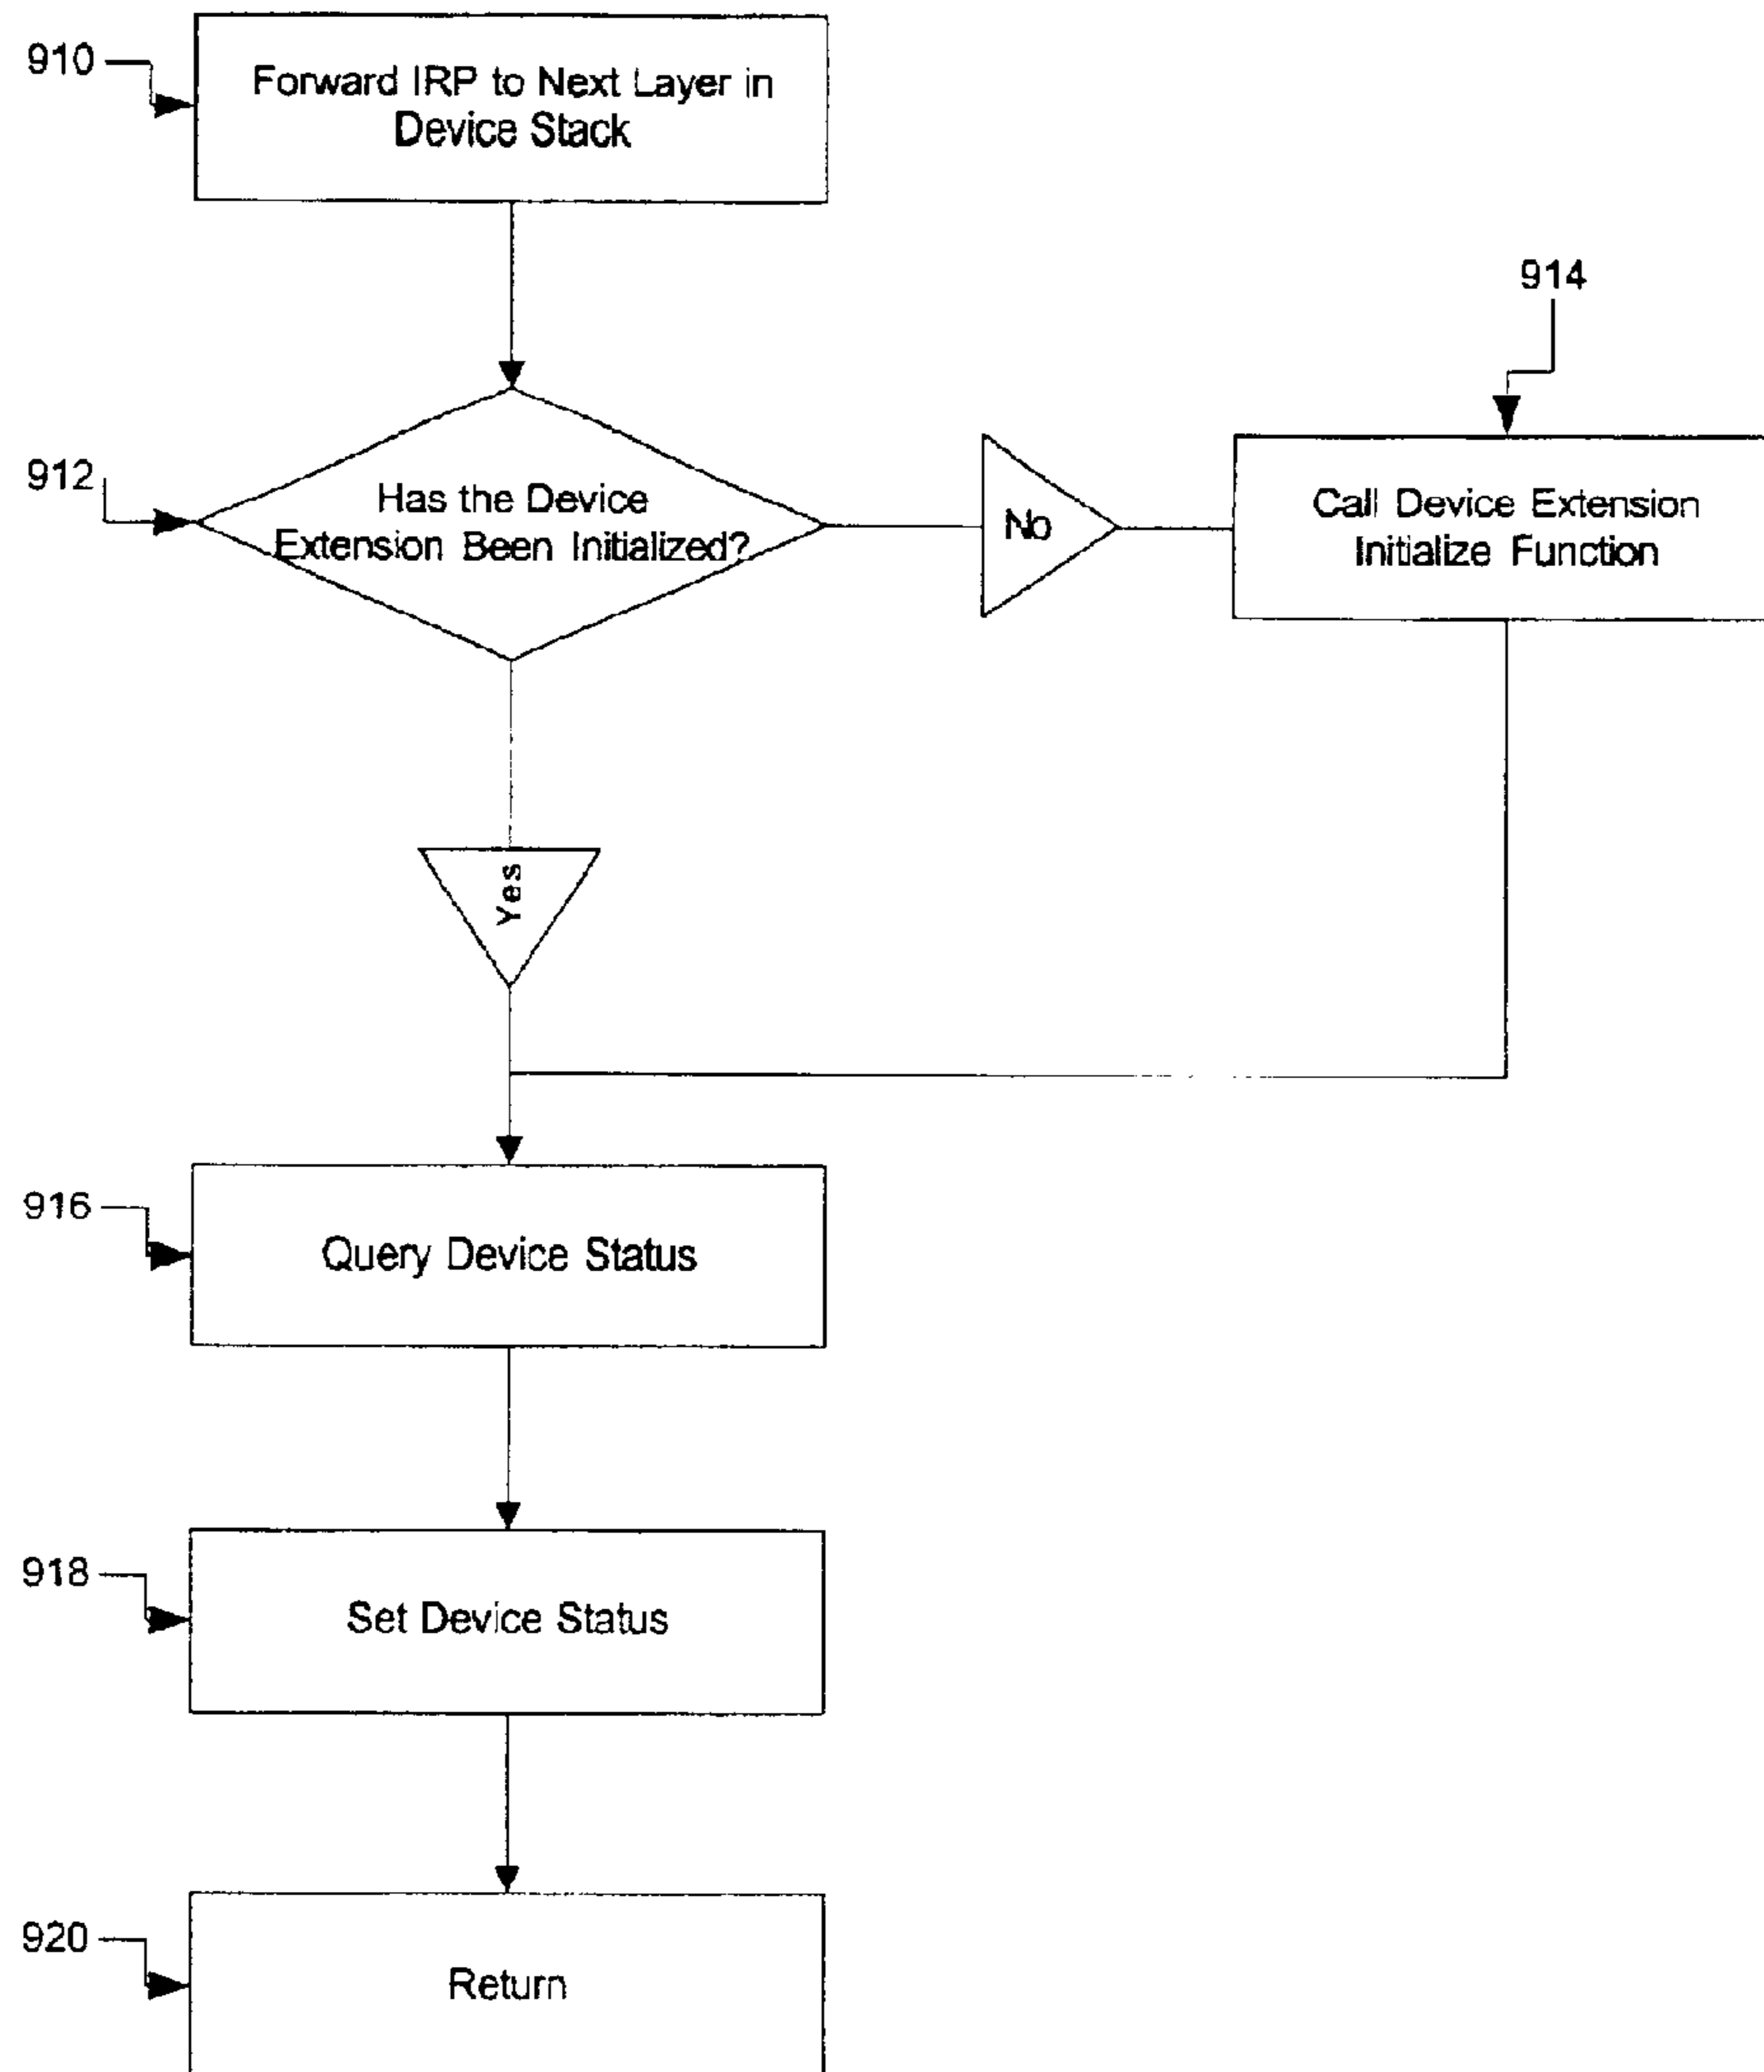 910
Forward IRP to Next Layer in
Device Stack
914
912
Has the Device
Extension Been Initialized?
No
Call Device Extension
Initialize Function
Yes
916
Query Device Status
918
Set Device Status
920
Return